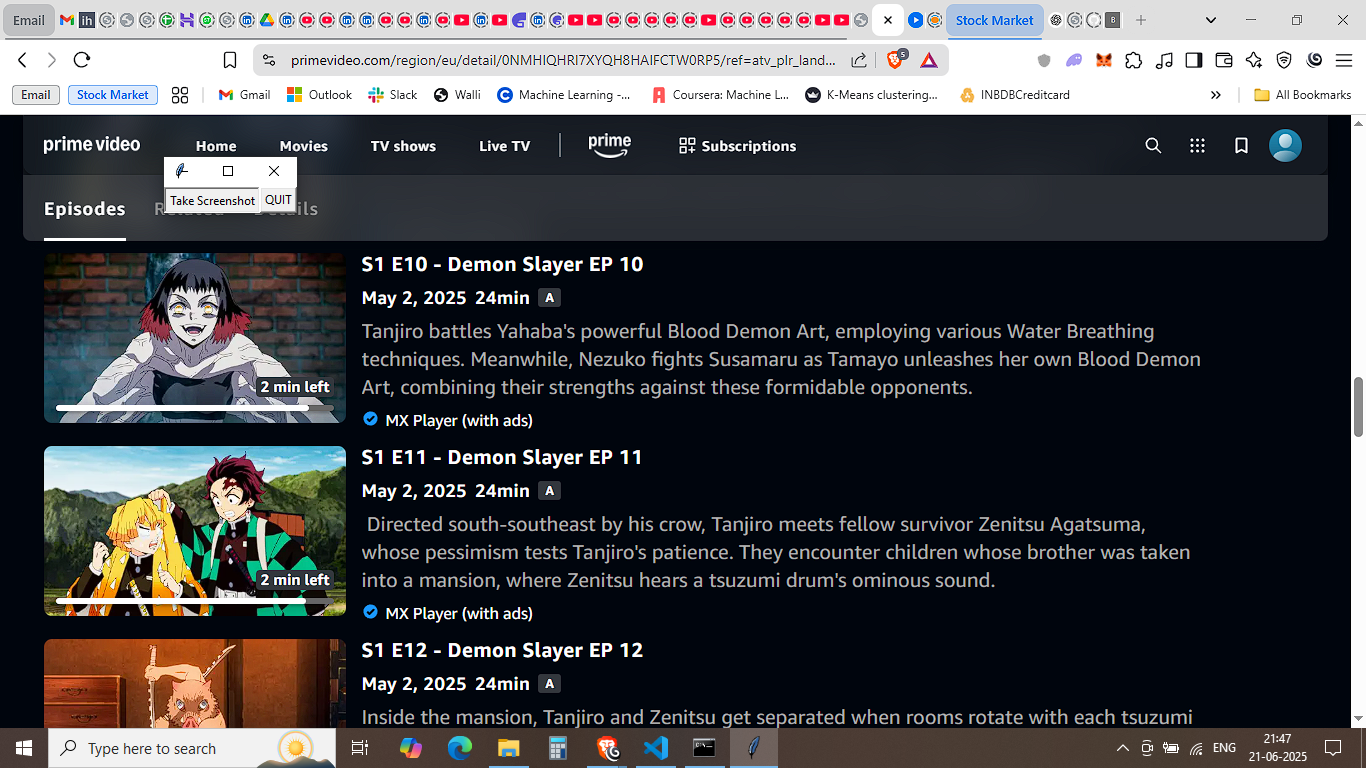 Email
Stock Market
primevideo.com/region/eu/detail/0NMHIQHRI7XYQH8HAIFCTW0RP5/ref=atv_plr_land...
5
Email
Stock Market
Gmail
Outlook
Slack
Walli
Machine Learning -...
Coursera: Machine L...
K-Means clustering...
INBDBCreditcard
All Bookmarks
prime video
Home
Movies
TV shows
Live TV
prime
Subscriptions
Take Screenshot
QUIT
Episodes
S1 E10 - Demon Slayer EP 10
May 2, 2025 24min A
Tanjiro battles Yahaba's powerful Blood Demon Art, employing various Water Breathing
techniques. Meanwhile, Nezuko fights Susamaru as Tamayo unleashes her own Blood Demon
Art, combining their strengths against these formidable opponents.
2 min left
MX Player (with ads)
S1 E11 - Demon Slayer EP 11
May 2, 2025 24min A
Directed south-southeast by his crow, Tanjiro meets fellow survivor Zenitsu Agatsuma,
whose pessimism tests Tanjiro's patience. They encounter children whose brother was taken
into a mansion, where Zenitsu hears a tsuzumi drum's ominous sound.
2 min left
MX Player (with ads)
S1 E12 - Demon Slayer EP 12
May 2, 2025 24min A
Inside the mansion, Tanjiro and Zenitsu get separated when rooms rotate with each tsuzumi
Type here to search
ENG
21:47
21-06-2025